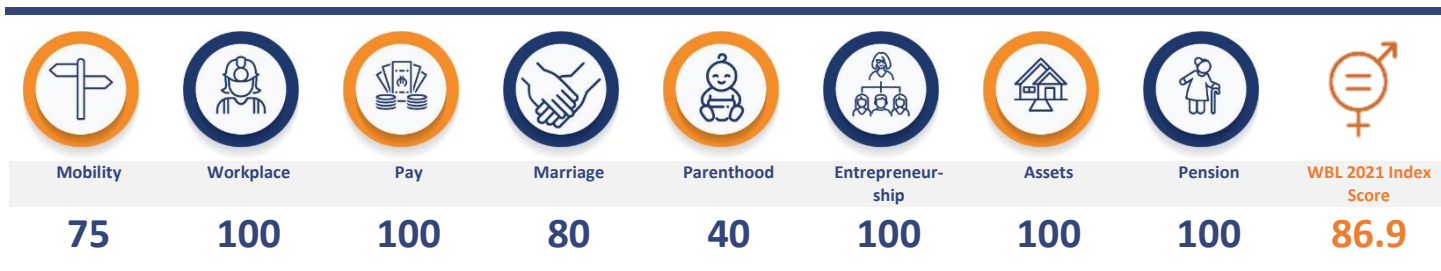 Mobility
Workplace
Pay
Marriage
Parenthood
Entrepreneur-
ship
Assets
Pension
WBL 2021 Index
Score
75
100
100
80
40
100
100
100
86.9